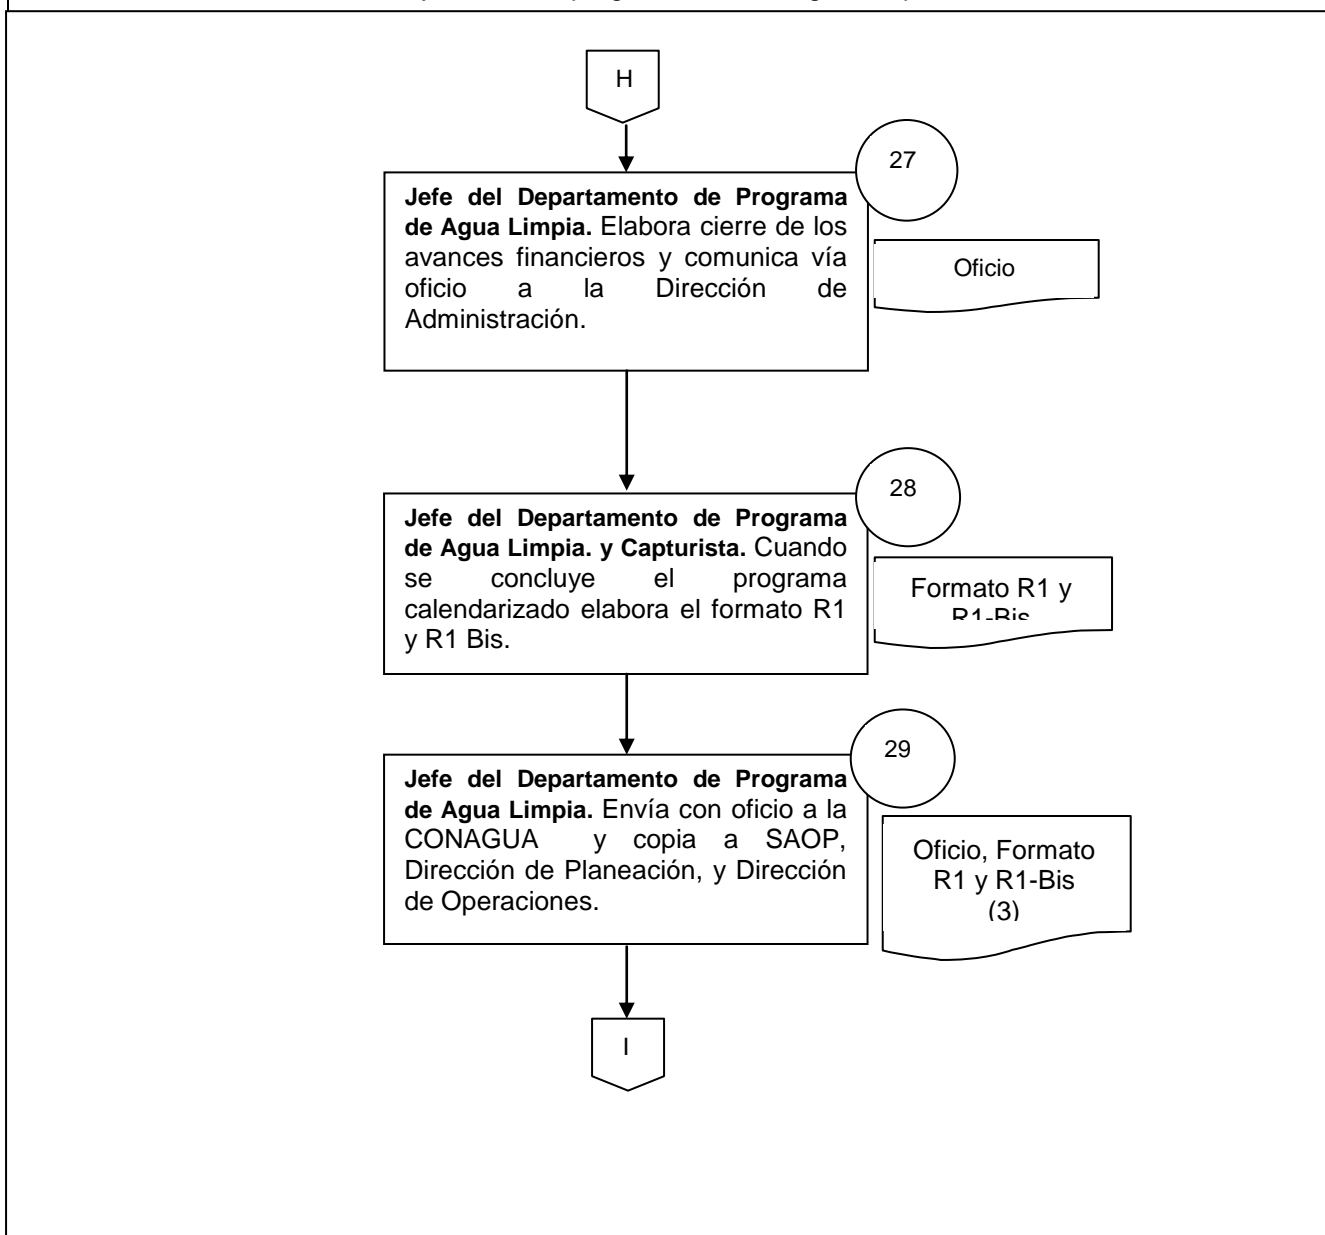 H
27
Jefe del Departamento de Programa
de Agua Limpia. Elabora cierre de los
avances financieros y comunica vía
oficio a la Dirección de
Administración.
Oficio
28
Jefe del Departamento de Programa
de Agua Limpia. y Capturista. Cuando
se concluye el programa
calendarizado elabora el formato R1
y R1 Bis.
Formato R1 y
R1-Bis
29
Jefe del Departamento de Programa
de Agua Limpia. Envía con oficio a la
CONAGUA y copia a SAOP,
Dirección de Planeación, y Dirección
de Operaciones.
Oficio, Formato
R1 y R1-Bis
(3)
I